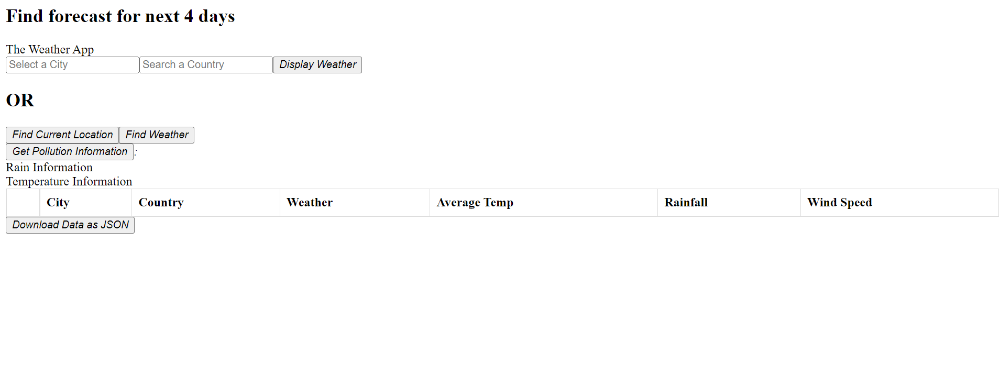 Find forecast for next 4 days
The Weather App
Select a City Search a Country Display Weather
OR
Find Current Location Find Weather
Get Pollution Information :
Rain Information
Temperature Information
City Country Weather Average Temp Rainfall Wind Speed
Download Data as JSON